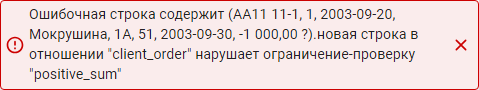 Ошибочная строка содержит (AA11 11-1, 1, 2003-09-20,
Мокрушина, 1А, 51, 2003-09-30, -1 000,00 ?).новая строка в
отношении "client_order" нарушает ограничение-проверку
"positive_sum"